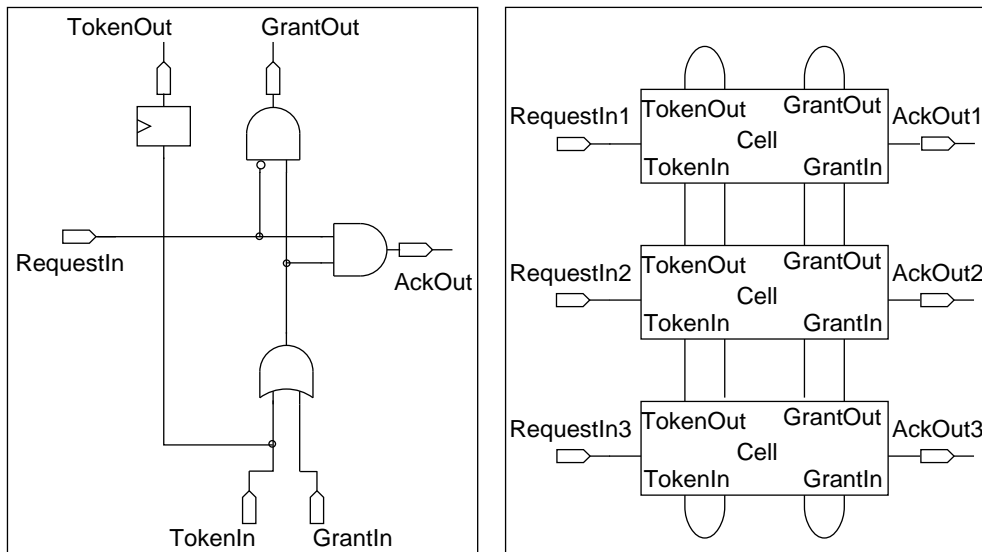 TokenOut
GrantOut
RequestIn
AckOut
TokenIn
GrantIn
RequestIn1
TokenOut
GrantOut
AckOut1
Cell
TokenIn
GrantIn
RequestIn2
TokenOut
GrantOut
AckOut2
Cell
TokenIn
GrantIn
RequestIn3
TokenOut
GrantOut
AckOut3
Cell
TokenIn
GrantIn